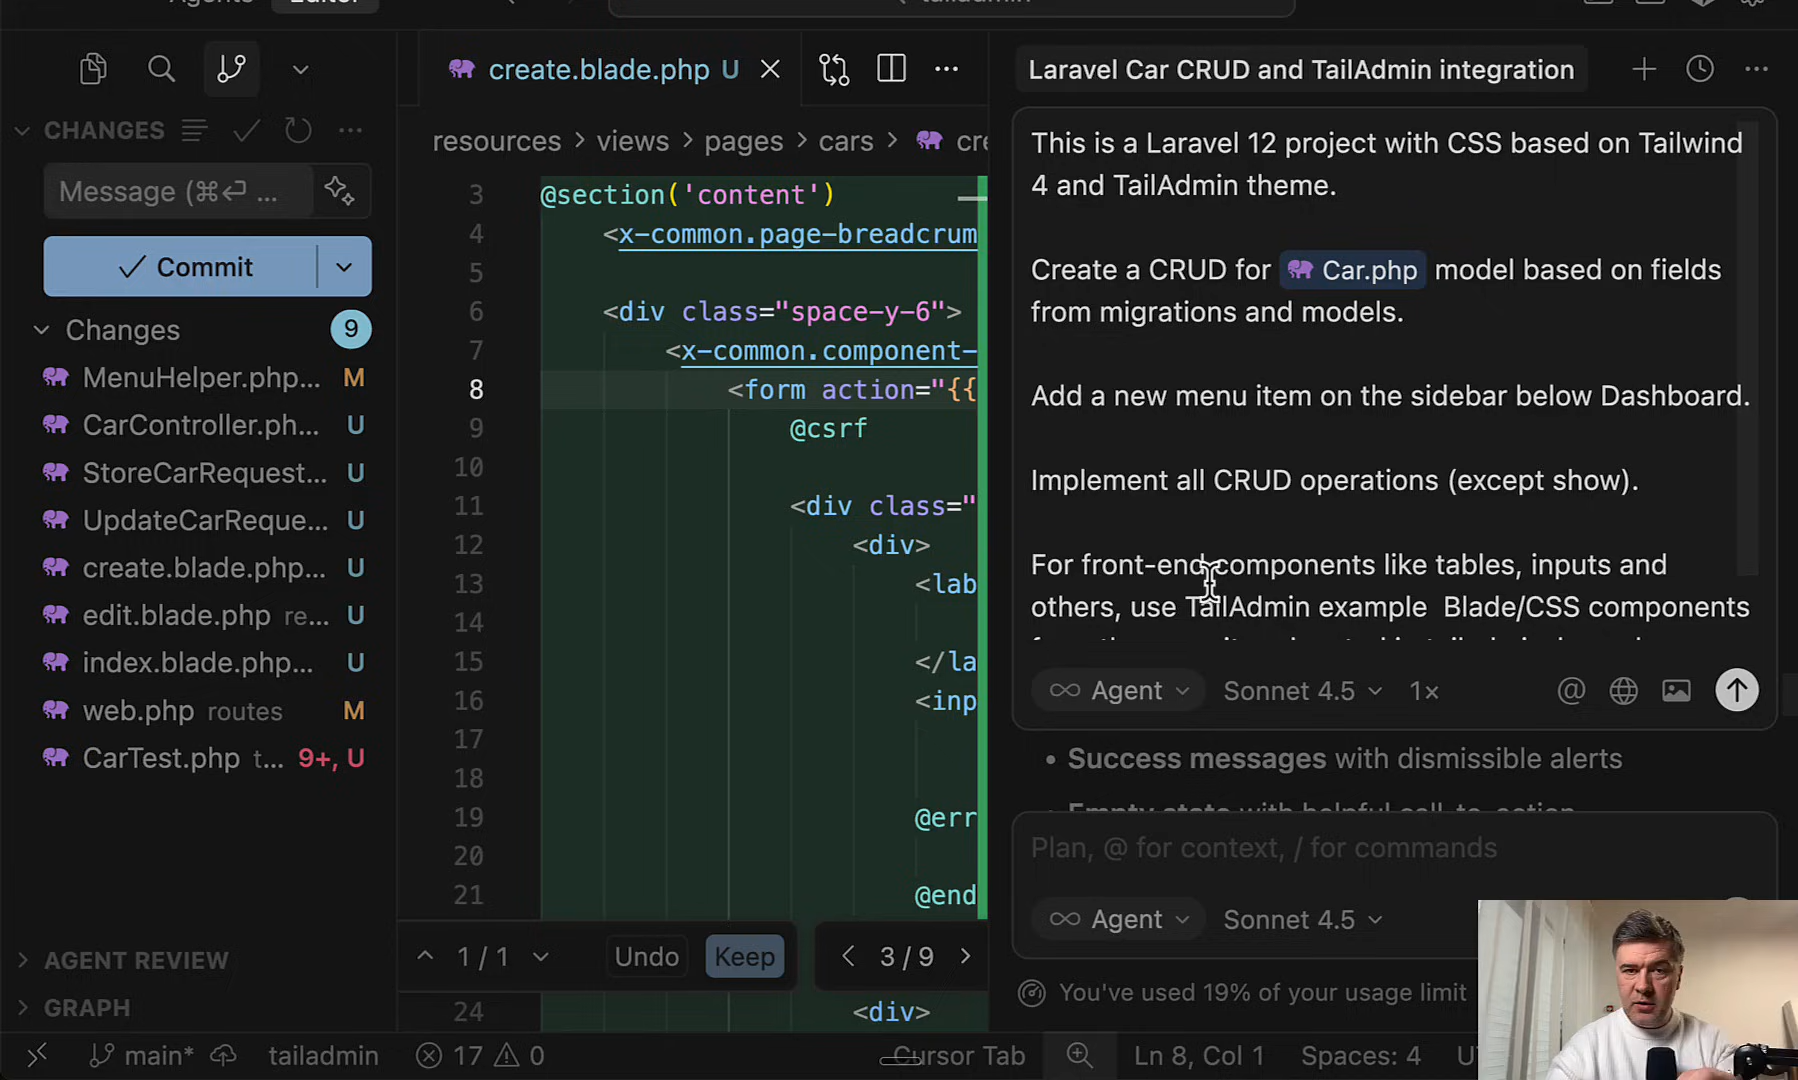 Agents Editor
tailadmin
CHANGES
Message (⌘⏎ ...
Commit
Changes 9
MenuHelper.php... M
CarController.ph... U
StoreCarRequest... U
UpdateCarReque... U
create.blade.php... U
edit.blade.php re... U
index.blade.php... U
web.php routes M
CarTest.php t... 9+, U
AGENT REVIEW
GRAPH
create.blade.php U
resources > views > pages > cars > cre
3 @section('content')
4 <x-common.page-breadcrum
5
6 <div class="space-y-6">
7 <x-common.component-
8 <form action="{{
9 @csrf
10
11 <div class="
12 <div>
13 <lab
14
15 </la
16 <inp
17
18
19 @err
20
21 @end
1 / 1 Undo Keep 3 / 9
24 <div>
Laravel Car CRUD and TailAdmin integration
This is a Laravel 12 project with CSS based on Tailwind
4 and TailAdmin theme.
Create a CRUD for Car.php model based on fields
from migrations and models.
Add a new menu item on the sidebar below Dashboard.
Implement all CRUD operations (except show).
For front-end components like tables, inputs and
others, use TailAdmin example Blade/CSS components
Agent Sonnet 4.5 1×
• Success messages with dismissible alerts
• Empty state with helpful call-to-action
Plan, @ for context, / for commands
Agent Sonnet 4.5
You've used 19% of your usage limit
main* tailadmin 17 0 Cursor Tab Ln 8, Col 1 Spaces: 4